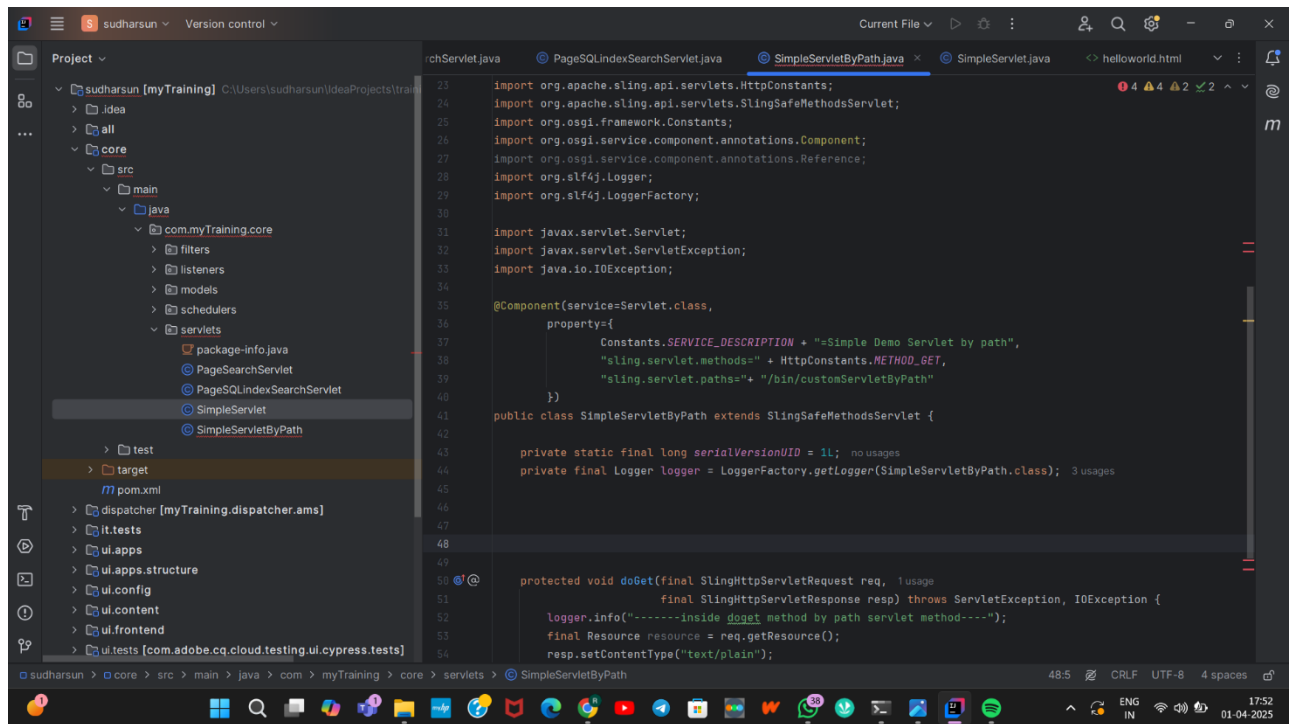 S sudharsun Version control Current File
Project
rchServlet.java PageSQLindexSearchServlet.java SimpleServletByPath.java SimpleServlet.java <> helloworld.html
sudharsun [myTraining] C:\Users\sudharsun\IdeaProjects\traini
.idea
all
core
src
main
java
com.myTraining.core
filters
listeners
models
schedulers
servlets
package-info.java
PageSearchServlet
PageSQLindexSearchServlet
SimpleServlet
SimpleServletByPath
test
target
m pom.xml
dispatcher [myTraining.dispatcher.ams]
it.tests
ui.apps
ui.apps.structure
ui.config
ui.content
ui.frontend
ui.tests [com.adobe.cq.cloud.testing.ui.cypress.tests]
4 4 2 2
m
23 import org.apache.sling.api.servlets.HttpConstants;
24 import org.apache.sling.api.servlets.SlingSafeMethodsServlet;
25 import org.osgi.framework.Constants;
26 import org.osgi.service.component.annotations.Component;
27 import org.osgi.service.component.annotations.Reference;
28 import org.slf4j.Logger;
29 import org.slf4j.LoggerFactory;
30
31 import javax.servlet.Servlet;
32 import javax.servlet.ServletException;
33 import java.io.IOException;
34
35 @Component(service=Servlet.class,
36 property={
37 Constants.SERVICE_DESCRIPTION + "=Simple Demo Servlet by path",
38 "sling.servlet.methods=" + HttpConstants.METHOD_GET,
39 "sling.servlet.paths="+ "/bin/customServletByPath"
40 })
41 public class SimpleServletByPath extends SlingSafeMethodsServlet {
42
43 private static final long serialVersionUID = 1L; no usages
44 private final Logger logger = LoggerFactory.getLogger(SimpleServletByPath.class); 3 usages
45
46
47
48
49
50 protected void doGet(final SlingHttpServletRequest req, 1 usage
51 final SlingHttpServletResponse resp) throws ServletException, IOException {
52 logger.info("-------inside doget method by path servlet method----");
53 final Resource resource = req.getResource();
54 resp.setContentType("text/plain");
sudharsun > core > src > main > java > com > myTraining > core > servlets > SimpleServletByPath 48:5 CRLF UTF-8 4 spaces
38 ENG IN 17:52
01-04-2025